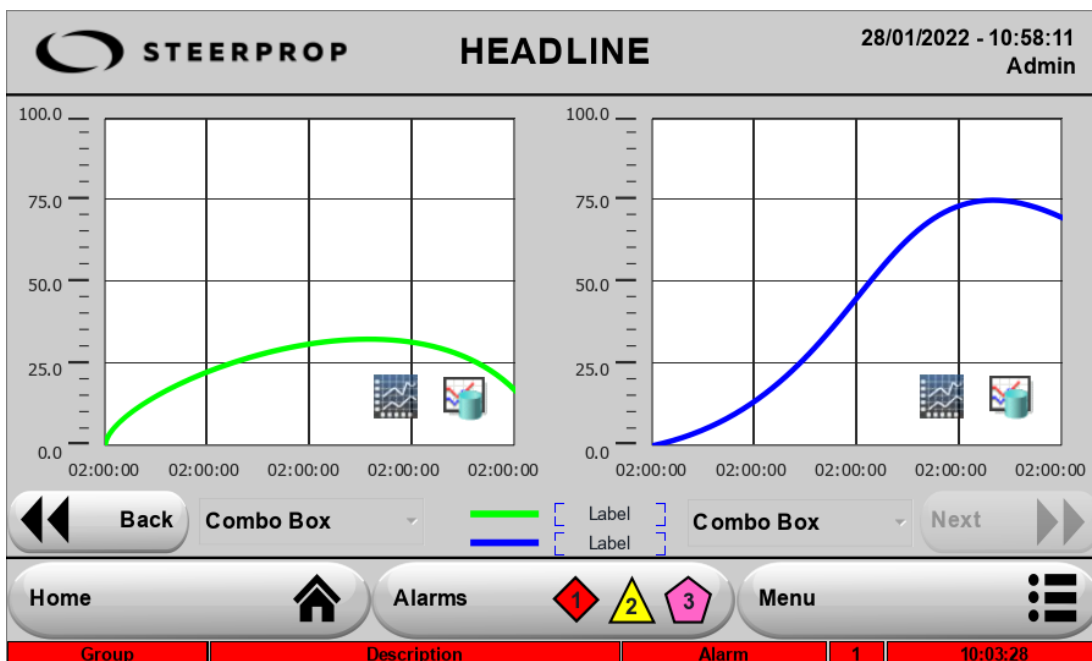 STEERPROP
HEADLINE
28/01/2022 - 10:58:11
Admin
100.0
75.0
50.0
25.0
0.0
02:00:00 02:00:00 02:00:00 02:00:00 02:00:00
100.0
75.0
50.0
25.0
0.0
02:00:00 02:00:00 02:00:00 02:00:00 02:00:00
Back
Combo Box
Label
Label
Combo Box
Next
Home
Alarms
1
2
3
Menu
Group Description Alarm 1 10:03:28